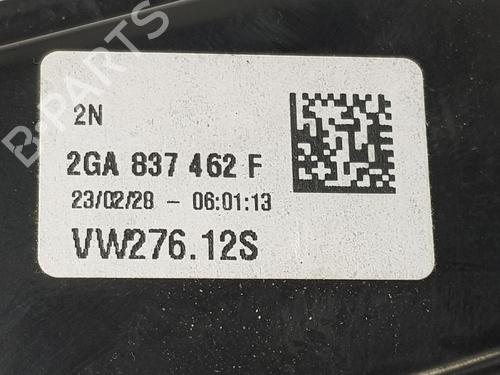 B-PARTS
2N
2GA 837 462 F
23/02/28 - 06:01:13
VW276.12S